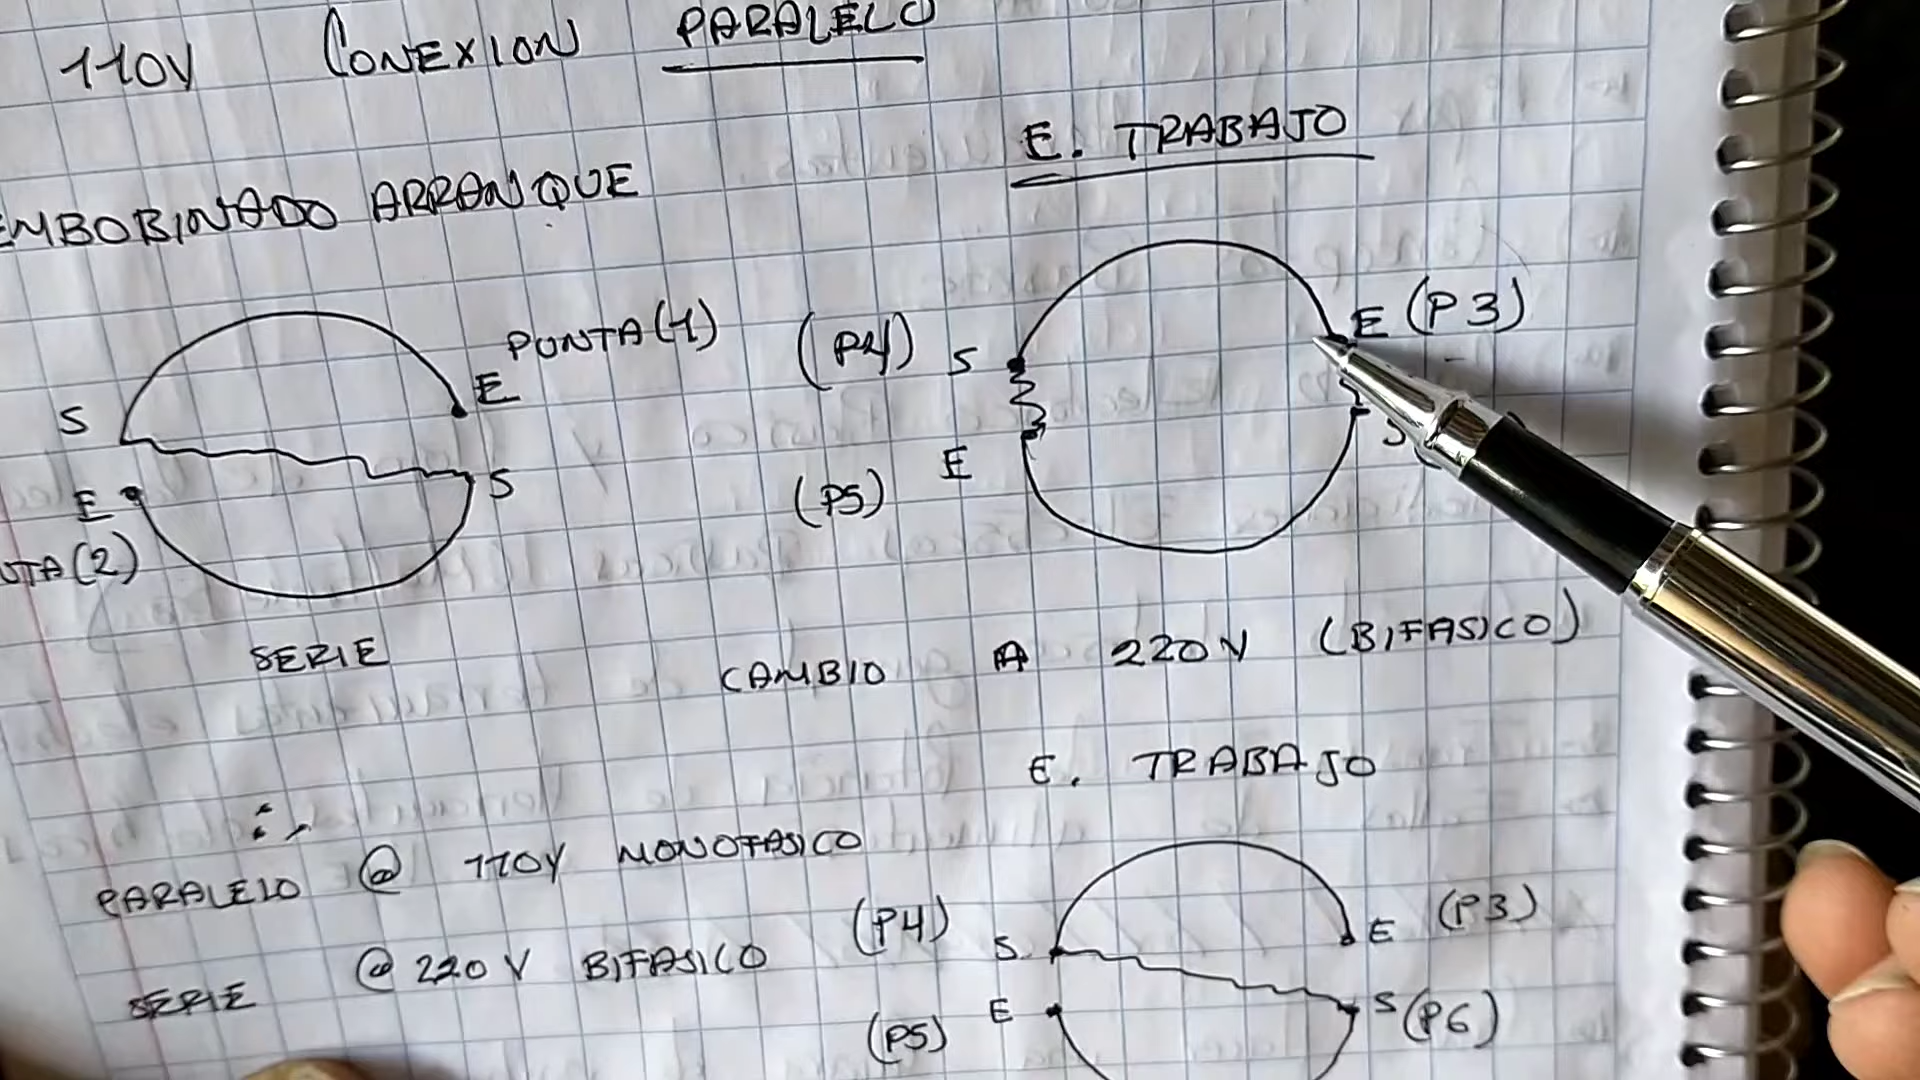 110V CONEXION PARALELO
E. TRABAJO
EMBOBINADO ARRANQUE
PUNTA(1)
E
S
E
S
(2)
SERIE
(P4) S
E (P3)
S
E
(P5)
CAMBIO A 220V (BIFASICO)
E. TRABAJO
PARALELO @ 110V MONOFASICO
SERIE @ 220V BIFASICO
(P4) S
E (P3)
E
S (P6)
(P5)